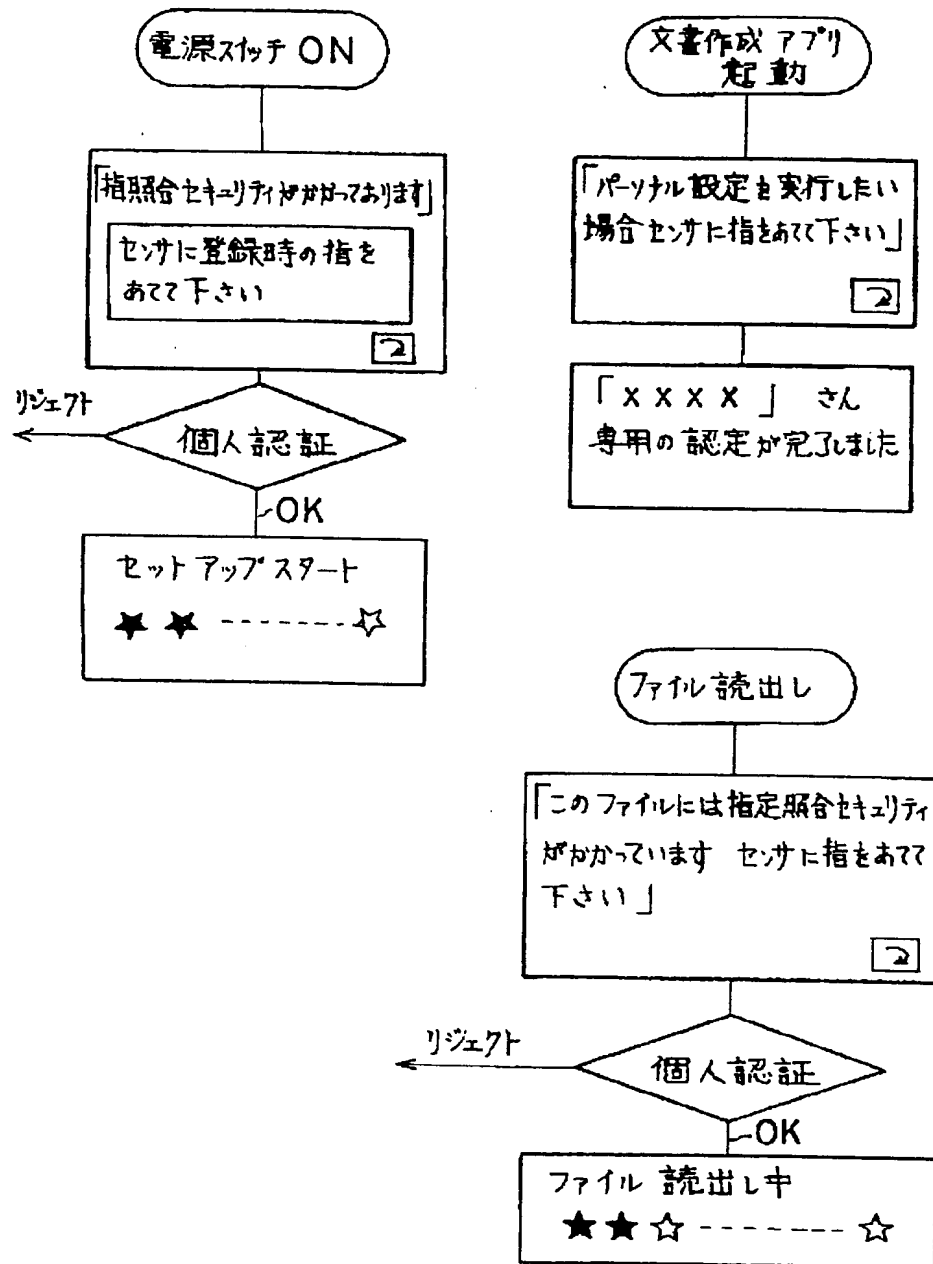 電源スイッチ ON
「指照合セキュリティがかかっております」
センサに登録時の指を
あてて下さい
リジェクト
個人認証
OK
セットアップスタート
★ ★ -------☆
文書作成アプリ
起動
「パーソナル設定を実行したい
場合センサに指をあてて下さい」
「××××」 さん
専用の認定が完了しました
ファイル読出し
「このファイルには指定照合セキュリティ
がかかっています センサに指をあてて
下さい」
リジェクト
個人認証
OK
ファイル読出し中
★★☆-------☆